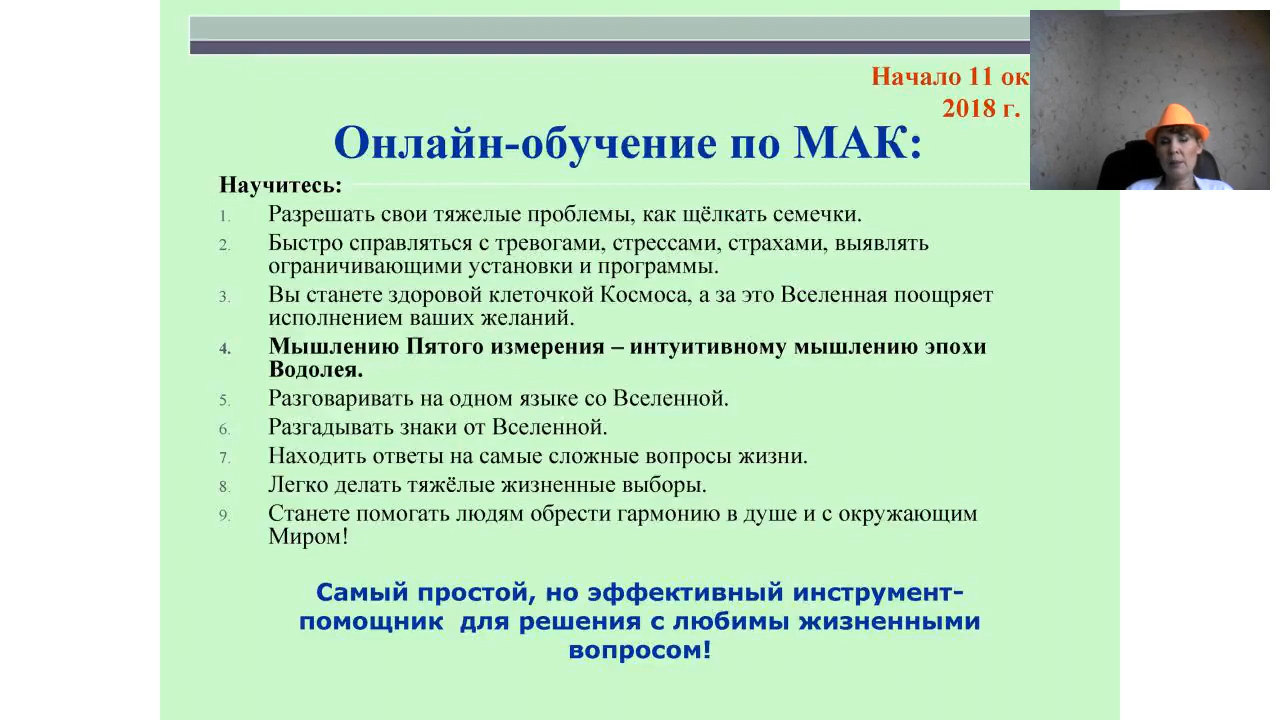 Начало 11 ок
2018 г.
Онлайн-обучение по МАК:
Научитесь:
1. Разрешать свои тяжелые проблемы, как щёлкать семечки.
2. Быстро справляться с тревогами, стрессами, страхами, выявлять
ограничивающими установки и программы.
3. Вы станете здоровой клеточкой Космоса, а за это Вселенная поощряет
исполнением ваших желаний.
4. Мышлению Пятого измерения – интуитивному мышлению эпохи
Водолея.
5. Разговаривать на одном языке со Вселенной.
6. Разгадывать знаки от Вселенной.
7. Находить ответы на самые сложные вопросы жизни.
8. Легко делать тяжёлые жизненные выборы.
9. Станете помогать людям обрести гармонию в душе и с окружающим
Миром!
Самый простой, но эффективный инструмент-
помощник для решения с любимы жизненными
вопросом!